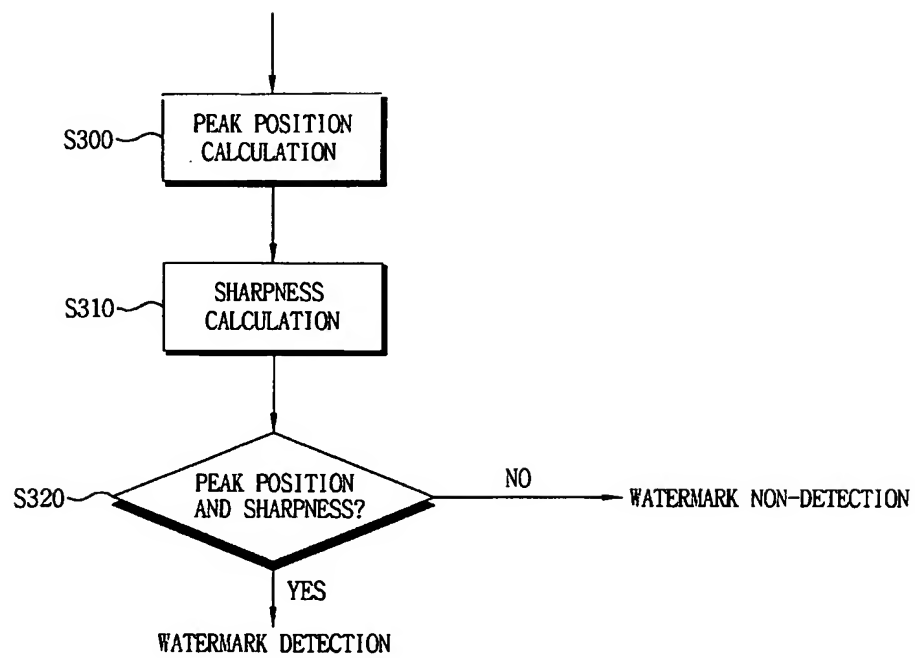 S300
PEAK POSITION
CALCULATION
S310
SHARPNESS
CALCULATION
S320
PEAK POSITION
AND SHARPNESS?
NO
WATERMARK NON-DETECTION
YES
WATERMARK DETECTION